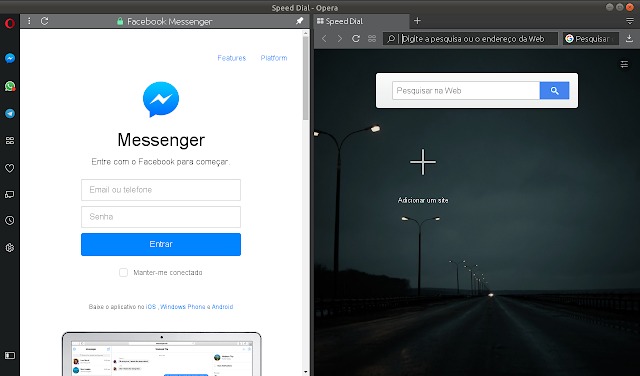 Speed Dial - Opera
Facebook Messenger
Features Platform
Messenger
Entre com o Facebook para começar.
Email ou telefone
Senha
Entrar
Manter-me conectado
Baixe o aplicativo no iOS , Windows Phone e Android
Speed Dial
Digite a pesquisa ou o endereço da Web
Pesquisar
Pesquisar na Web
Adicionar um site